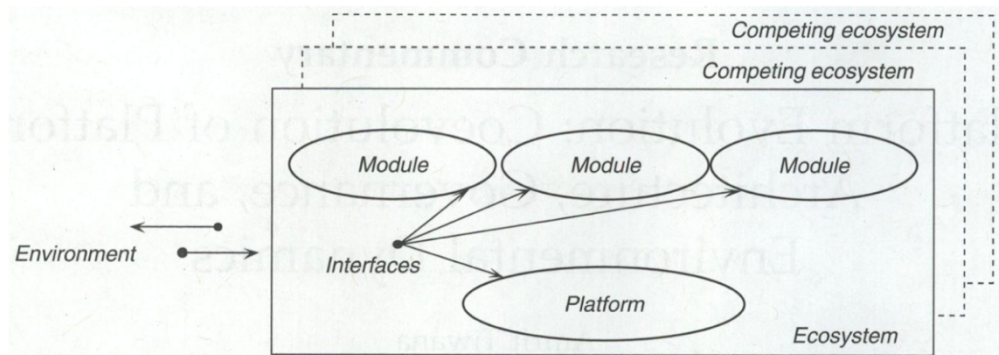 Competing ecosystem
Competing ecosystem
Module
Module
Module
Environment
Interfaces
Platform
Ecosystem